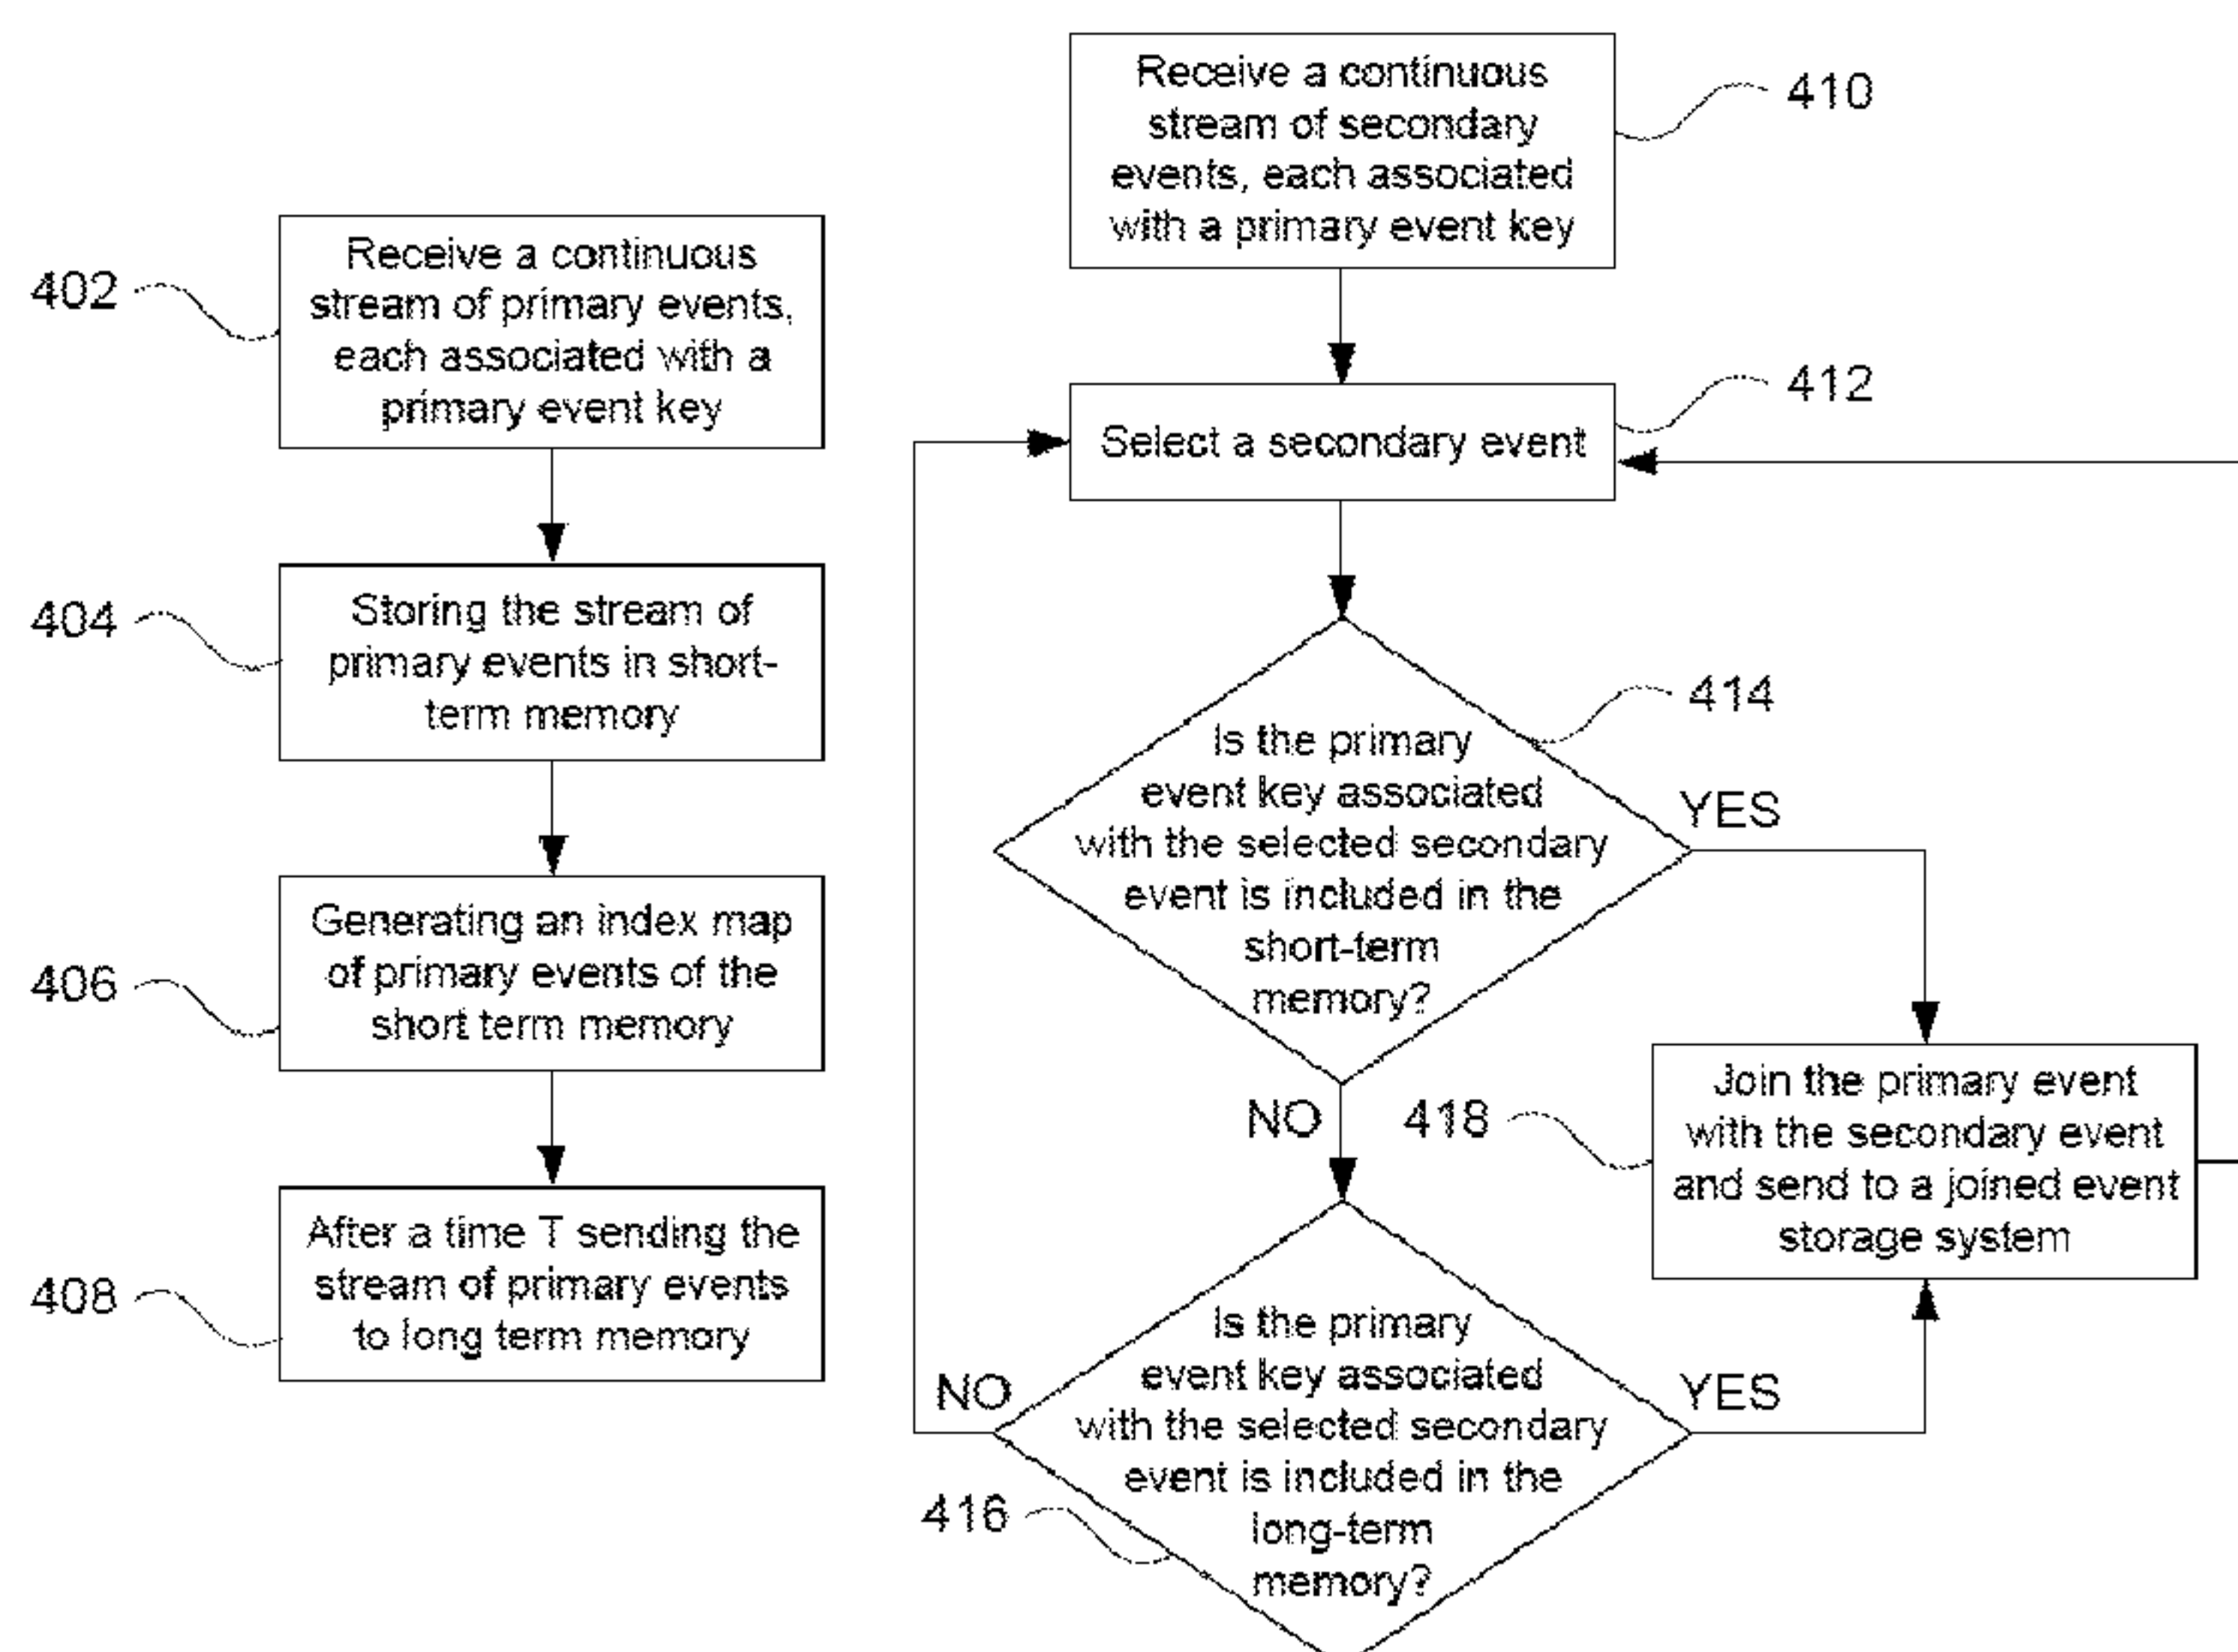 402
Receive a continuous
stream of primary events,
each associated with a
primary event key
404
Storing the stream of
primary events in short-
term memory
406
Generating an index map
of primary events of the
short term memory
408
After a time T sending the
stream of primary events
to long term memory
Receive a continuous
stream of secondary
events, each associated
with a primary event key
410
Select a secondary event
412
Is the primary
event key associated
with the selected secondary
event is included in the
short-term
memory?
414
YES
NO
418
Join the primary event
with the secondary event
and send to a joined event
storage system
Is the primary
event key associated
with the selected secondary
event is included in the
long-term
memory?
416
NO
YES